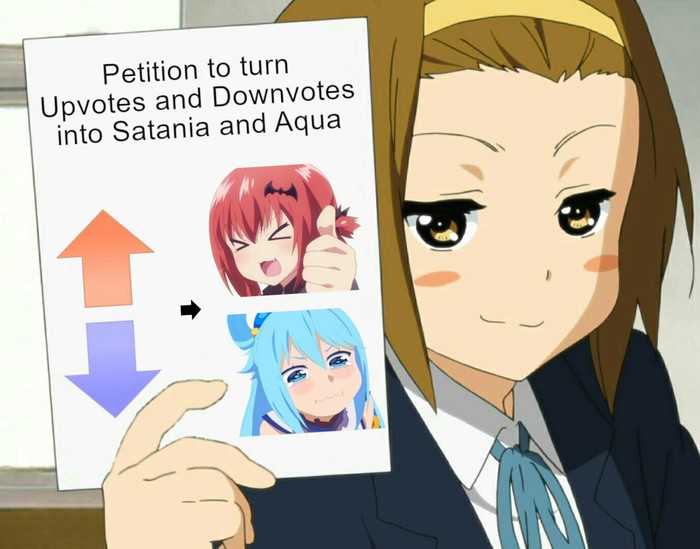 Petition to turn
Upvotes and Downvotes
into Satania and Aqua